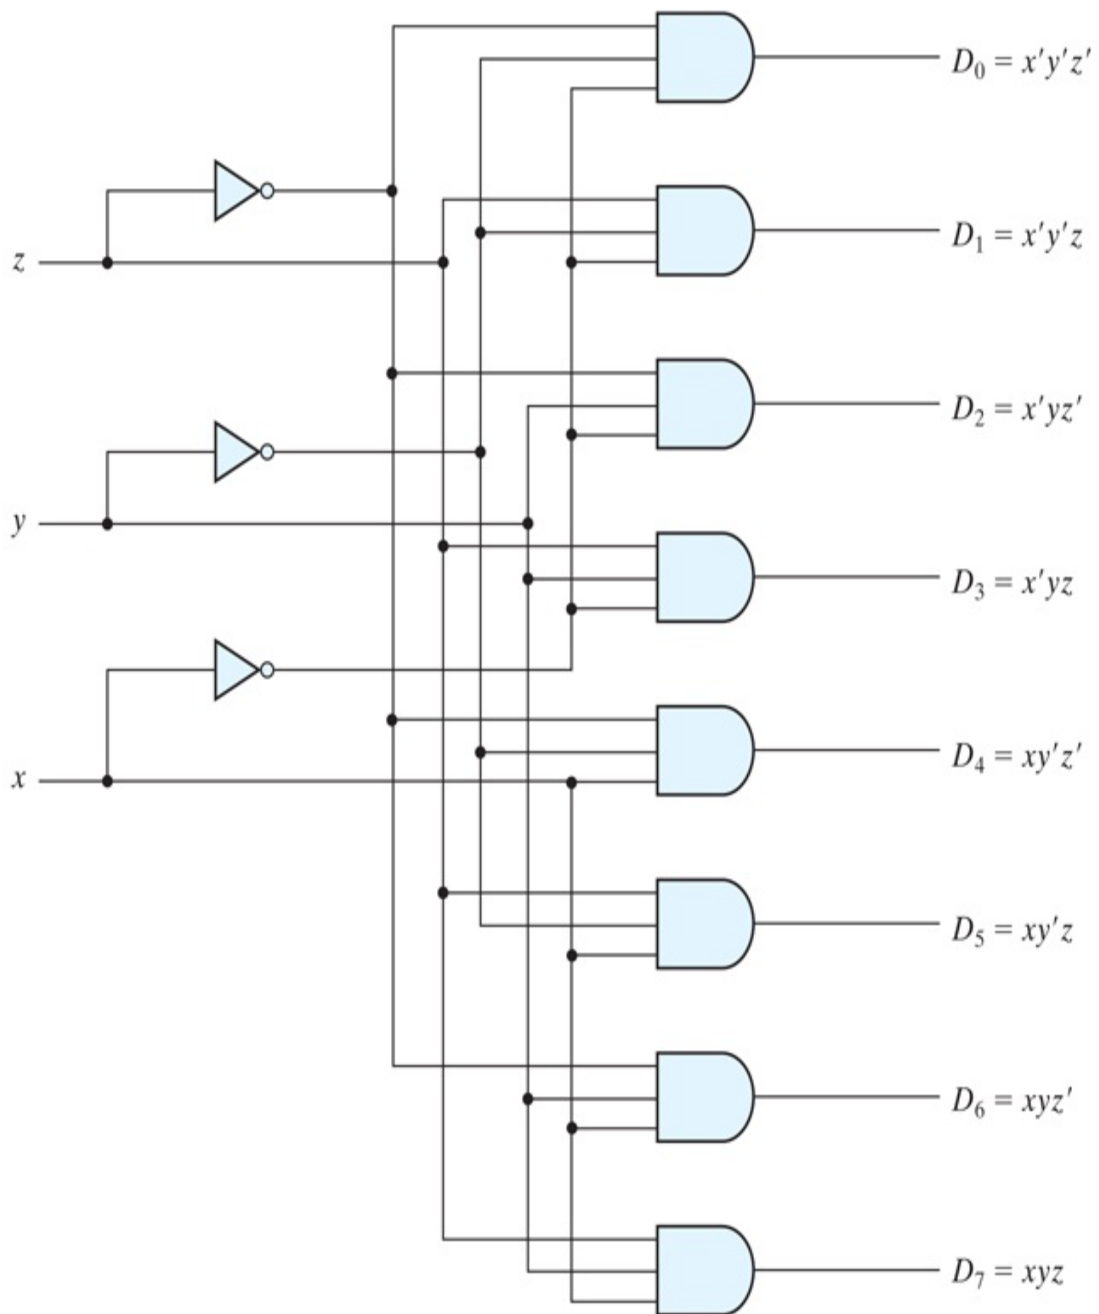 D₀ = x′y′z′
D₁ = x′y′z
z
D₂ = x′yz′
y
D₃ = x′yz
D₄ = xy′z′
x
D₅ = xy′z
D₆ = xyz′
D₇ = xyz